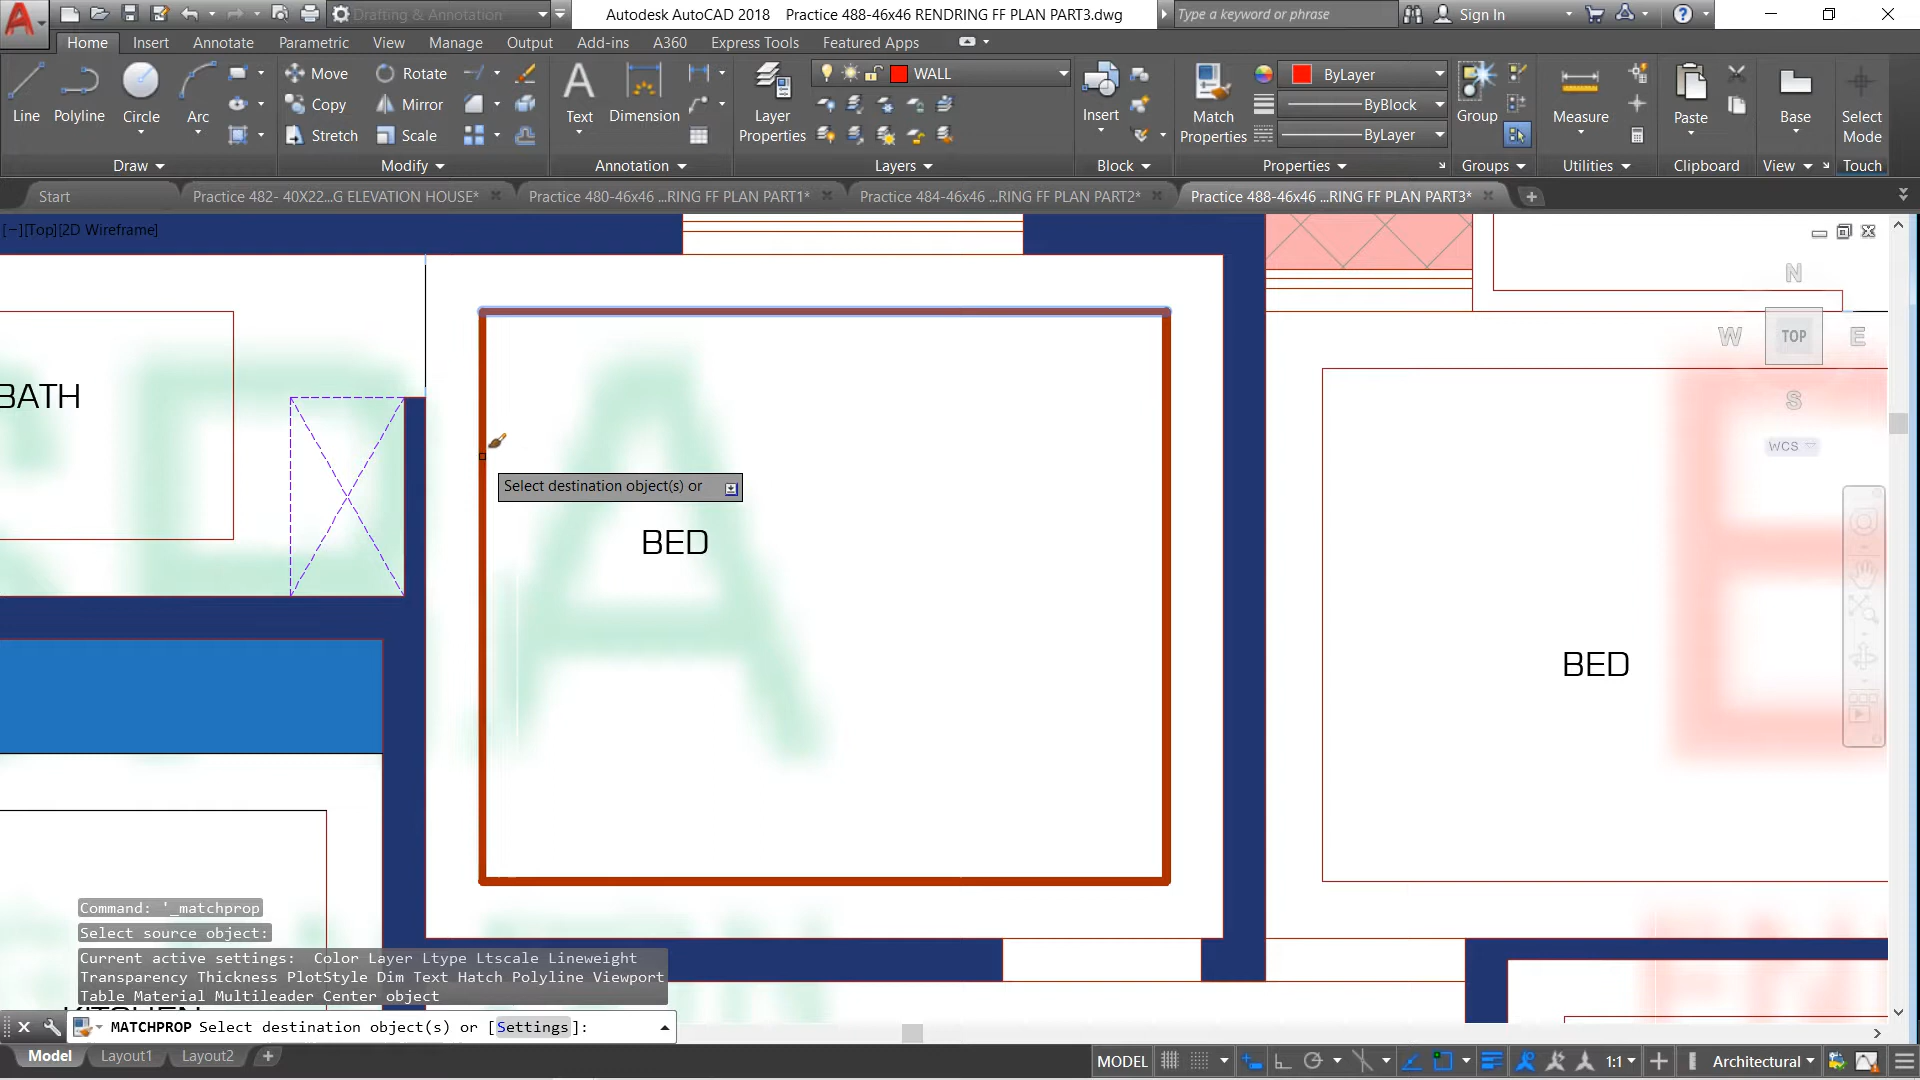 Drafting & Annotation
Autodesk AutoCAD 2018 Practice 488-46x46 RENDRING FF PLAN PART3.dwg
Type a keyword or phrase
Sign In
Home Insert Annotate Parametric View Manage Output Add-ins A360 Express Tools Featured Apps
Line Polyline Circle Arc
Move Rotate
Copy Mirror
Stretch Scale
Text Dimension
Layer Properties
WALL
Insert
Match Properties
ByLayer
ByBlock
ByLayer
Group Measure Paste Base Select Mode
Draw Modify Annotation Layers Block Properties Groups Utilities Clipboard View Touch
Start Practice 482- 40X22...G ELEVATION HOUSE* Practice 480-46x46 ...RING FF PLAN PART1* Practice 484-46x46 ...RING FF PLAN PART2* Practice 488-46x46 ...RING FF PLAN PART3*
[−][Top][2D Wireframe]
N
W TOP E
S
WCS
BATH
Select destination object(s) or
BED
BED
Command: '_matchprop
Select source object:
Current active settings: Color Layer Ltype Ltscale Lineweight
Transparency Thickness PlotStyle Dim Text Hatch Polyline Viewport
Table Material Multileader Center object
KITCHEN
MATCHPROP Select destination object(s) or [Settings]:
Model Layout1 Layout2
MODEL 1:1 Architectural